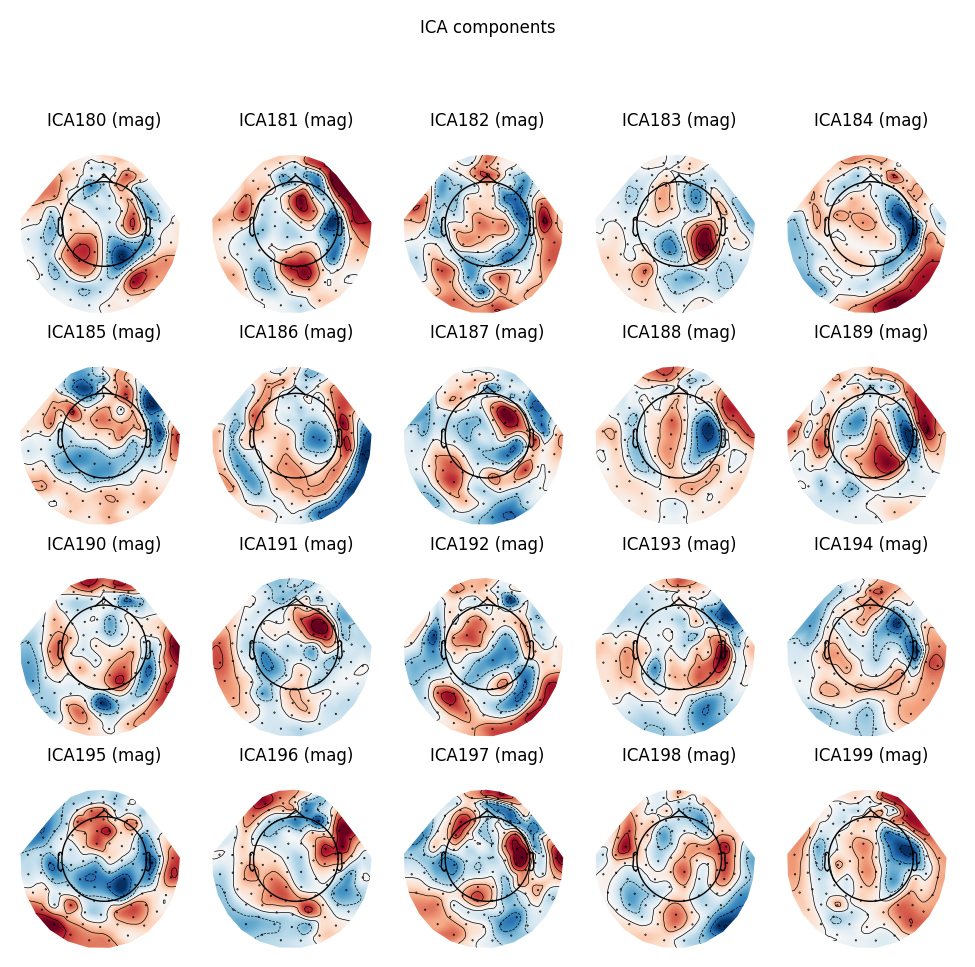 ICA components
ICA180 (mag) ICA181 (mag) ICA182 (mag) ICA183 (mag) ICA184 (mag)
ICA185 (mag) ICA186 (mag) ICA187 (mag) ICA188 (mag) ICA189 (mag)
ICA190 (mag) ICA191 (mag) ICA192 (mag) ICA193 (mag) ICA194 (mag)
ICA195 (mag) ICA196 (mag) ICA197 (mag) ICA198 (mag) ICA199 (mag)